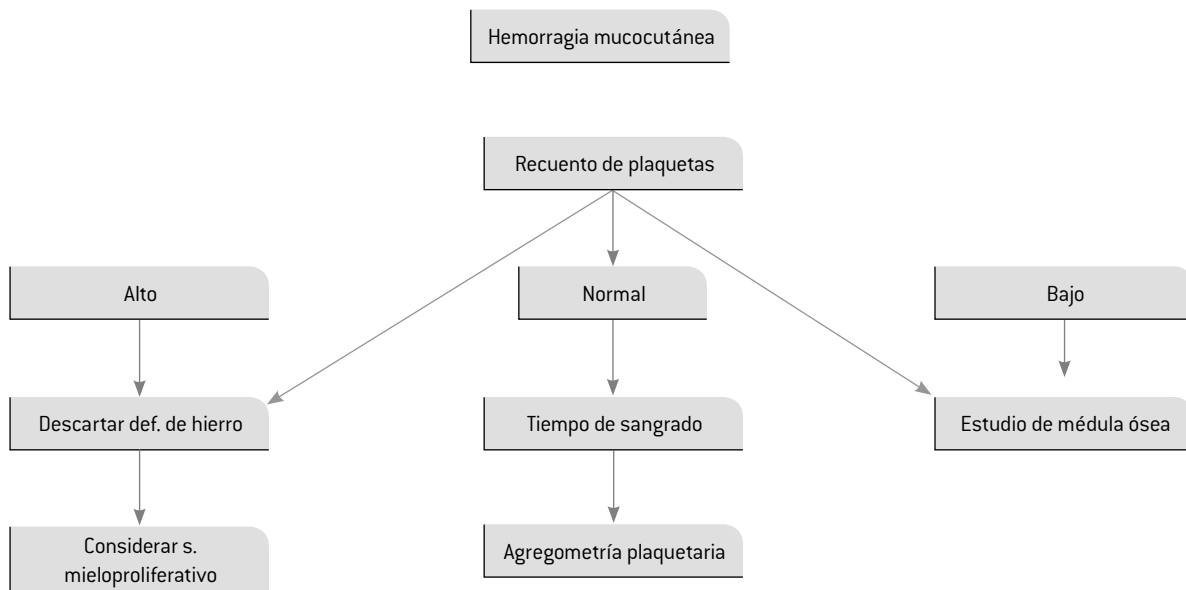 Hemorragia mucocutánea
Recuento de plaquetas
Alto
Normal
Bajo
Descartar def. de hierro
Tiempo de sangrado
Estudio de médula ósea
Considerar s.
mieloproliferativo
Agregometría plaquetaria